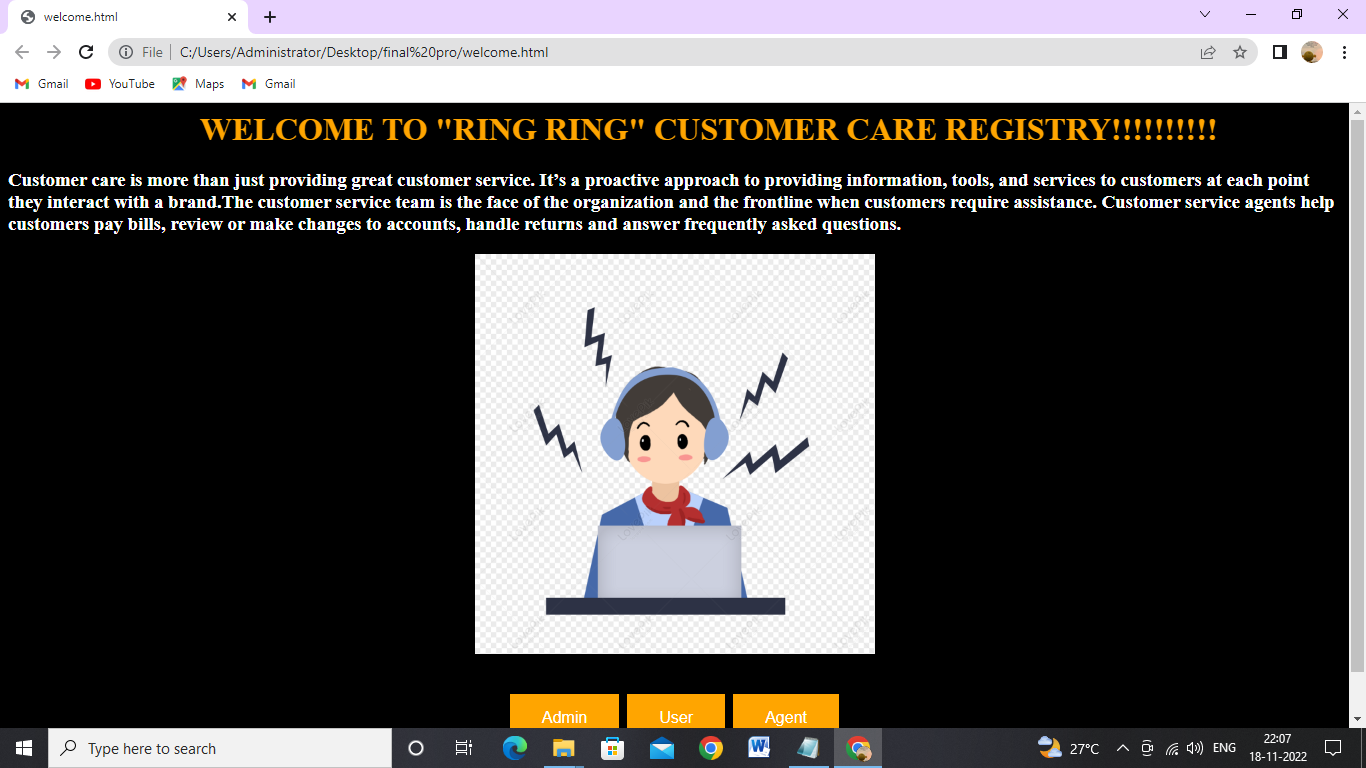 welcome.html
File
C:/Users/Administrator/Desktop/final%20pro/welcome.html
Gmail YouTube Maps Gmail
WELCOME TO "RING RING" CUSTOMER CARE REGISTRY!!!!!!!!!!
Customer care is more than just providing great customer service. It’s a proactive approach to providing information, tools, and services to customers at each point
they interact with a brand.The customer service team is the face of the organization and the frontline when customers require assistance. Customer service agents help
customers pay bills, review or make changes to accounts, handle returns and answer frequently asked questions.
Admin User Agent
Type here to search
27°C
ENG
22:07
18-11-2022